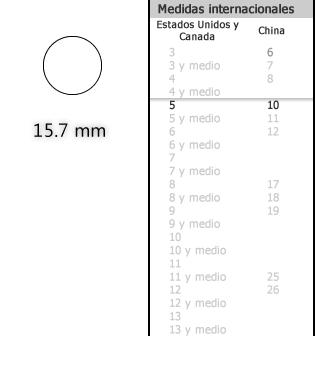 Medidas internacionales
Estados Unidos y Canada China
3 6
3 y medio 7
4 8
4 y medio
5 10
5 y medio 11
6 12
6 y medio
7
7 y medio
8 17
8 y medio 18
9 19
9 y medio
10
10 y medio
11
11 y medio 25
12 26
12 y medio
13
13 y medio
15.7 mm